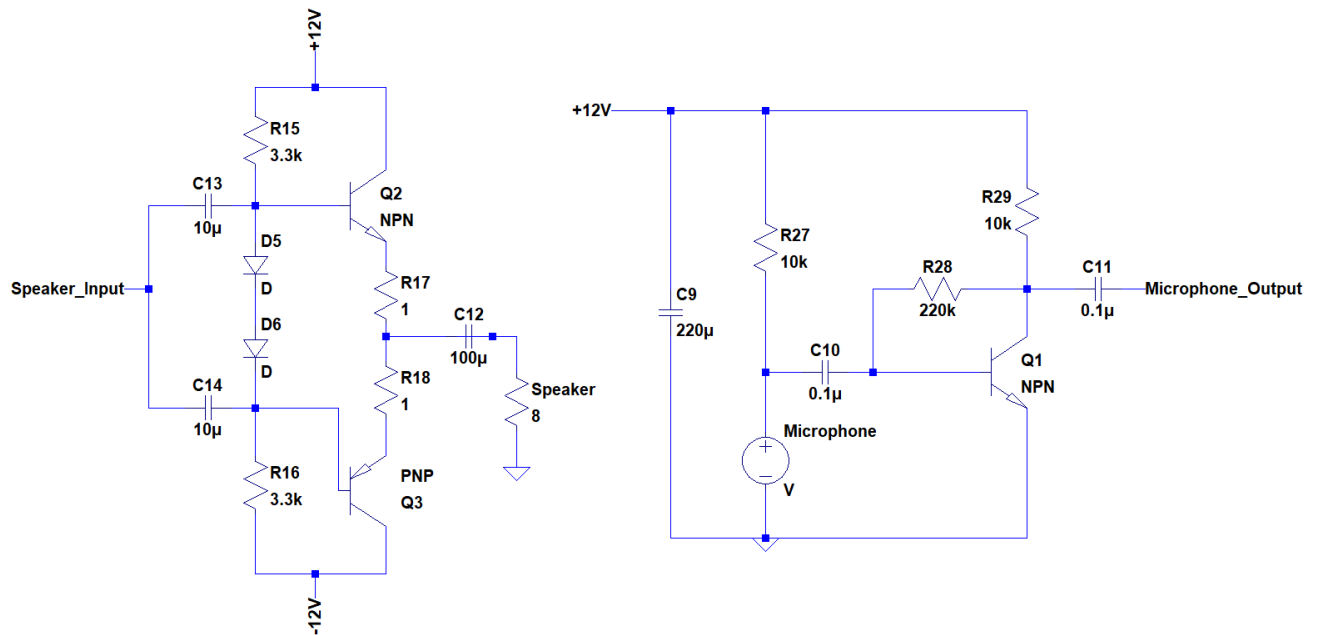 +12V
R15
3.3k
C13
10µ
Q2
NPN
D5
D
Speaker_Input
R17
1
D6
D
C12
100µ
C14
10µ
R18
1
Speaker
8
R16
3.3k
PNP
Q3
-12V
+12V
R29
10k
R27
10k
R28
220k
C11
0.1µ
Microphone_Output
C9
220µ
C10
0.1µ
Q1
NPN
Microphone
V